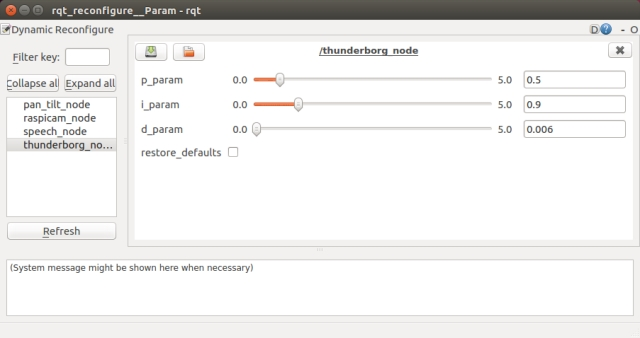 rqt_reconfigure__Param - rqt
Dynamic Reconfigure
D ? - O
Filter key:
Collapse all Expand all
pan_tilt_node
raspicam_node
speech_node
thunderborg_no...
Refresh
/thunderborg_node
p_param 0.0 5.0 0.5
i_param 0.0 5.0 0.9
d_param 0.0 5.0 0.006
restore_defaults
(System message might be shown here when necessary)